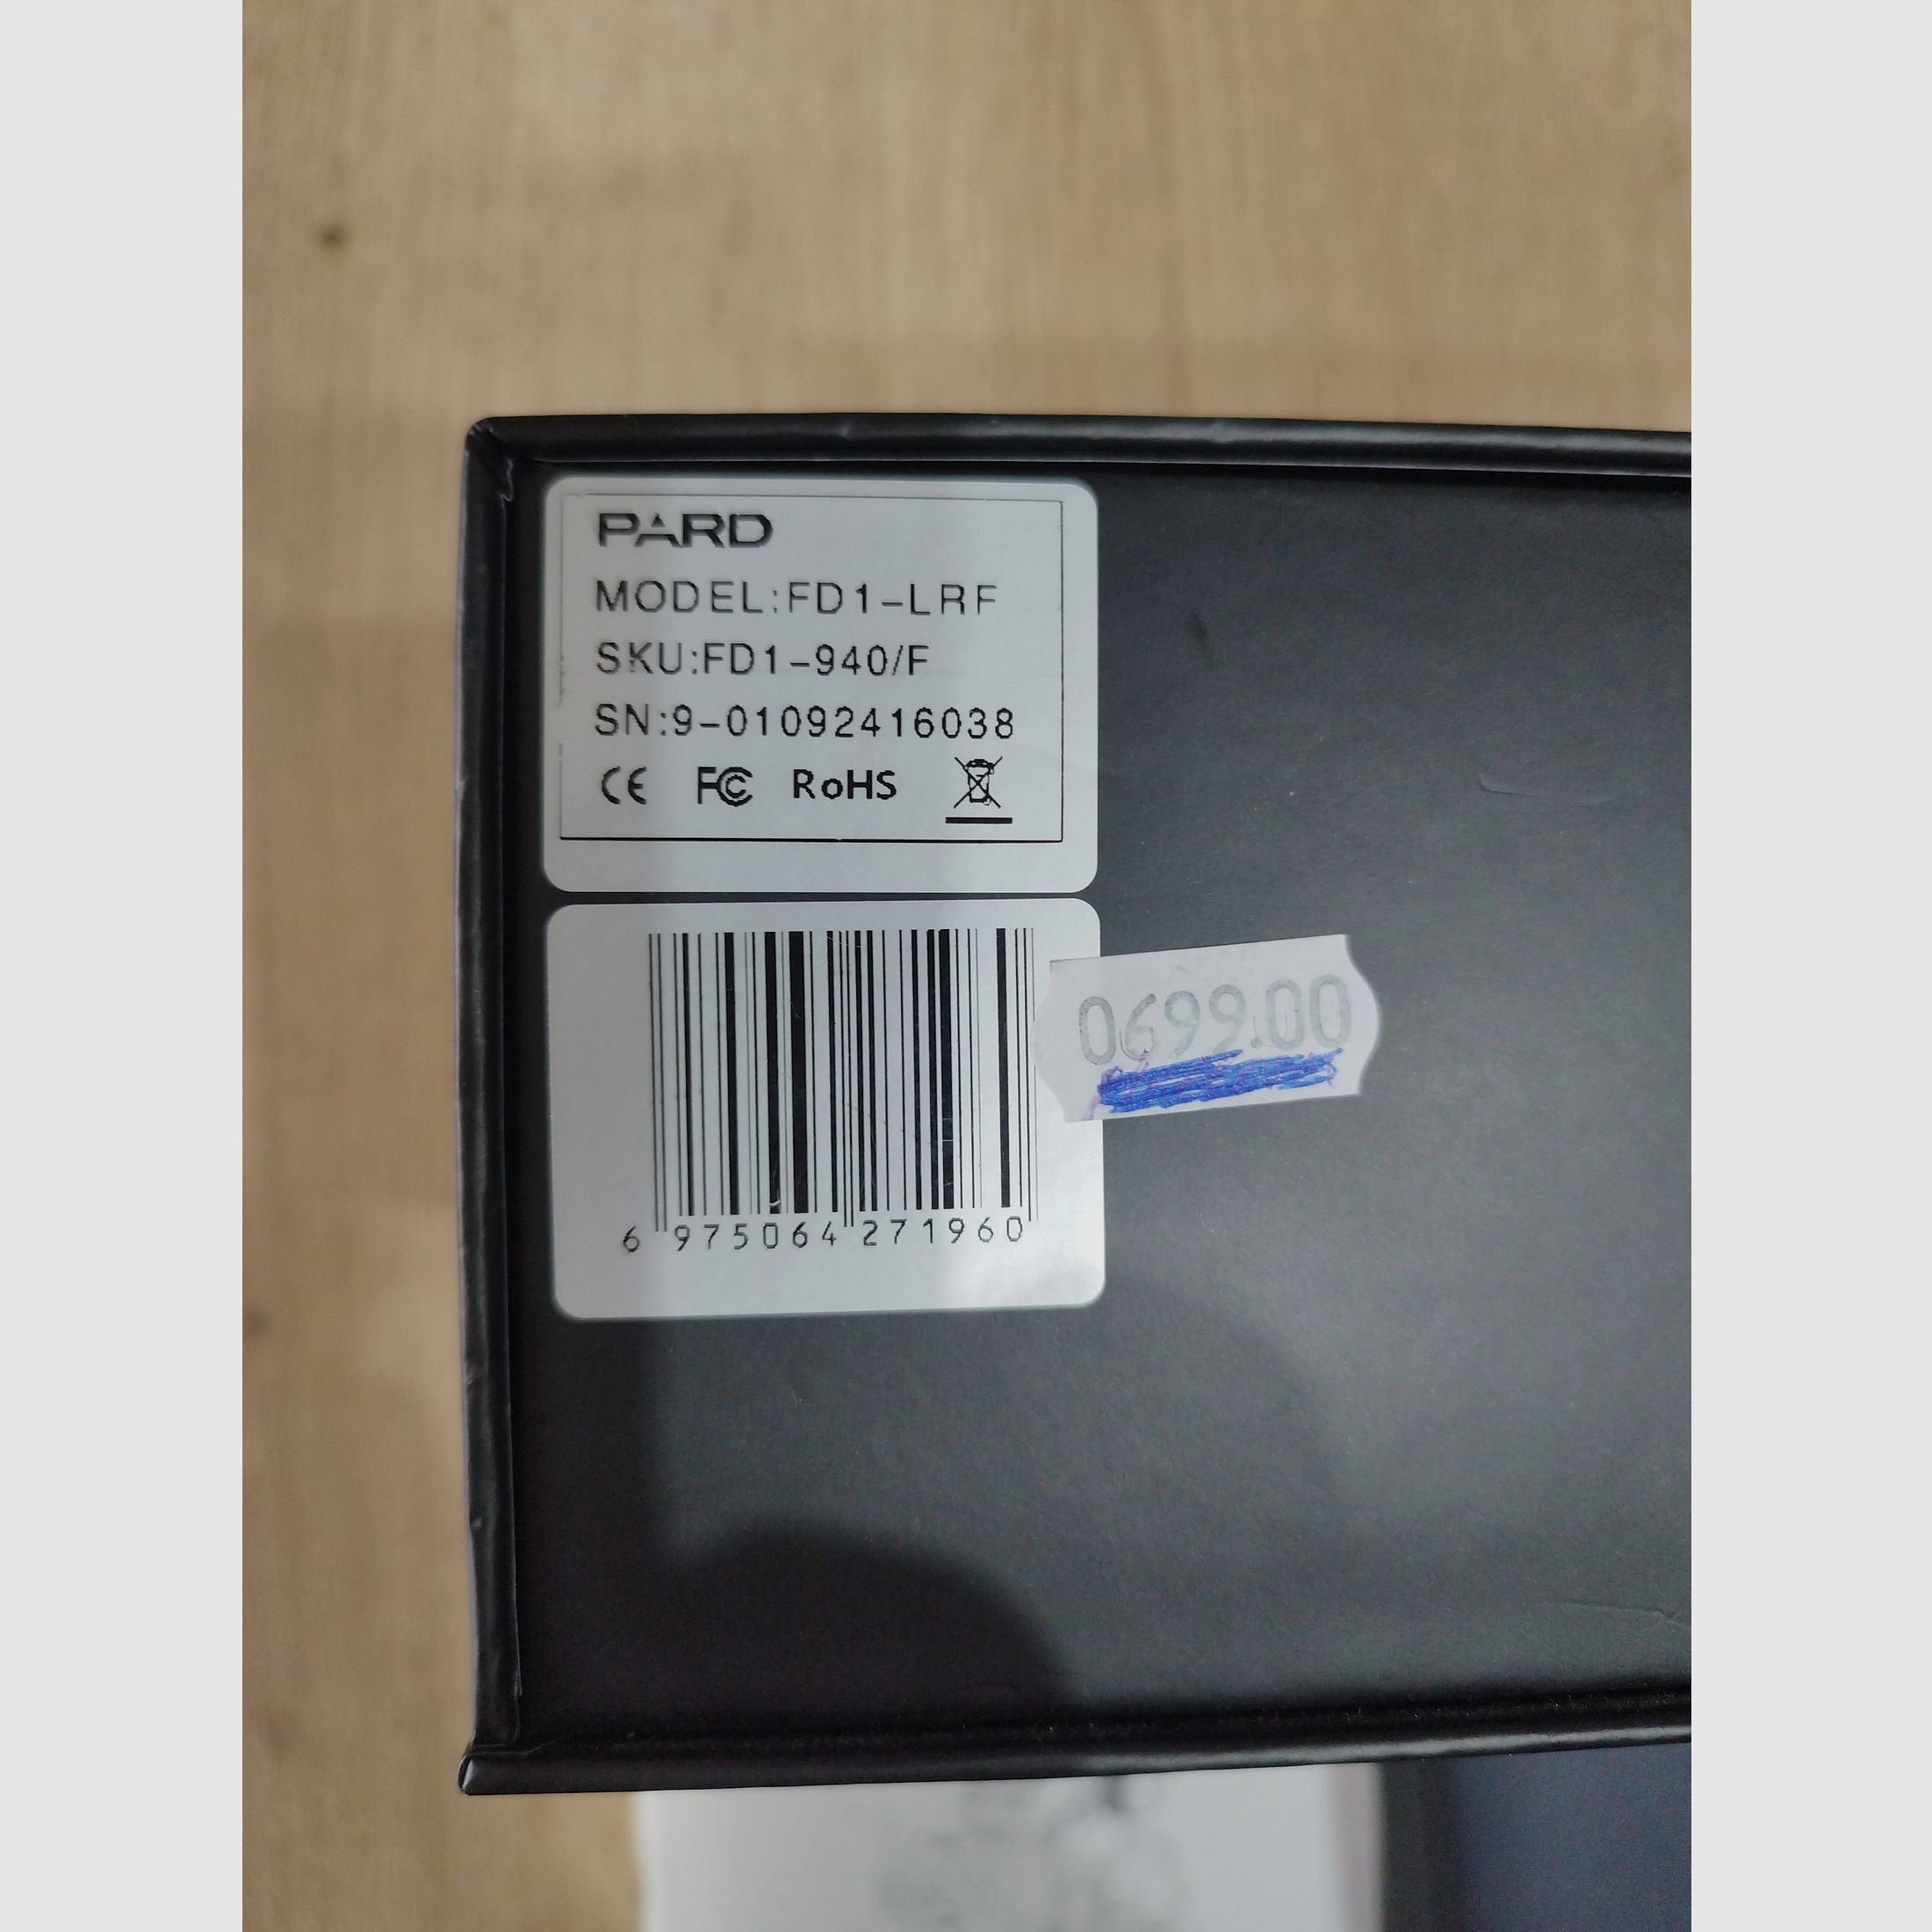 PARD
MODEL:FD1-LRF
SKU:FD1-940/F
SN:9-01092416038
CE FC RoHS
0699.00
6 975064 271960